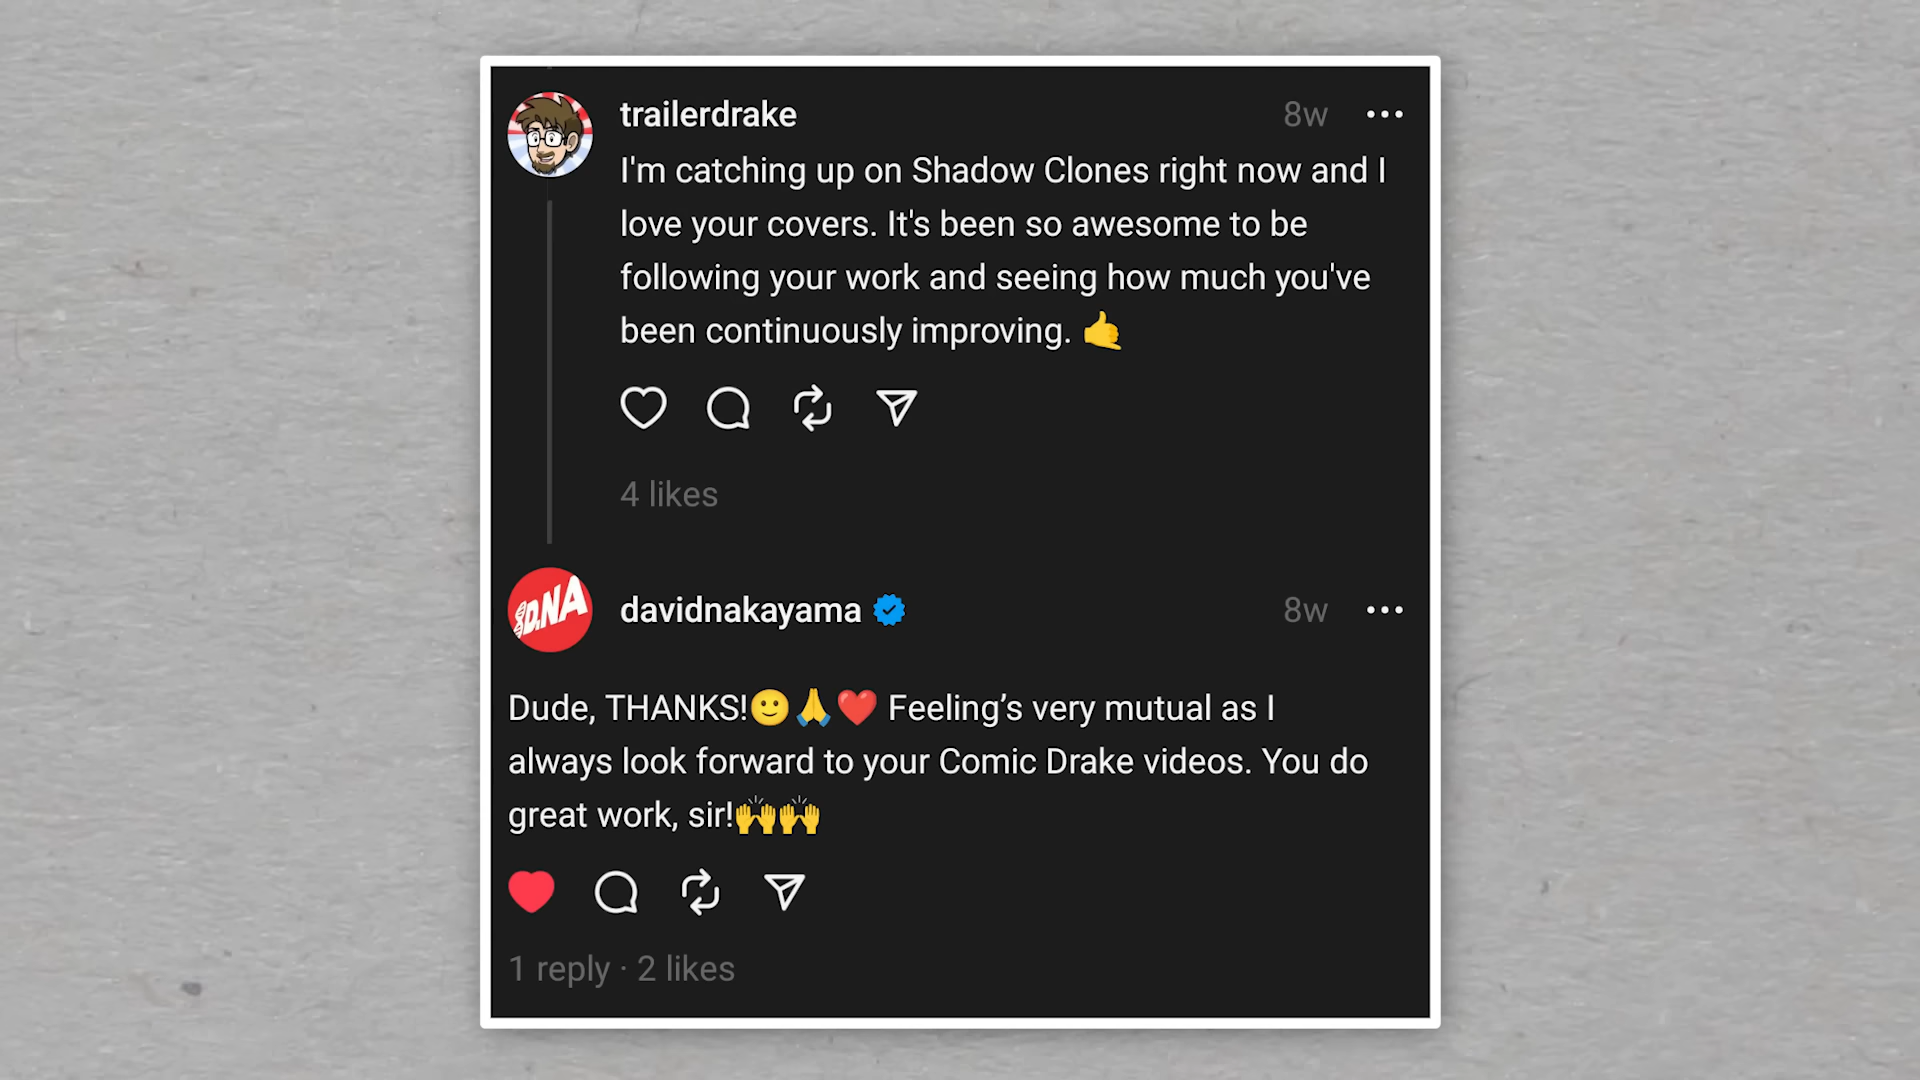 trailerdrake 8w
I'm catching up on Shadow Clones right now and I
love your covers. It's been so awesome to be
following your work and seeing how much you've
been continuously improving. 🤙
4 likes
DNA
davidnakayama 8w
Dude, THANKS!🙂🙏❤️ Feeling’s very mutual as I
always look forward to your Comic Drake videos. You do
great work, sir!🙌🙌
1 reply · 2 likes